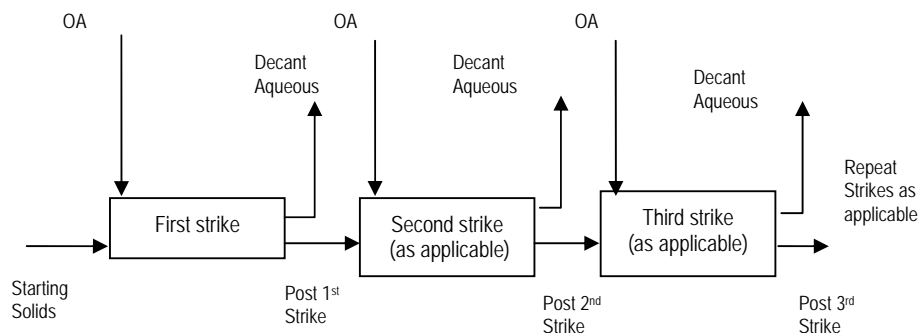 OA
OA
OA
Decant
Aqueous
Decant
Aqueous
Decant
Aqueous
First strike
Second strike
(as applicable)
Third strike
(as applicable)
Repeat
Strikes as
applicable
Starting
Solids
Post 1st
Strike
Post 2nd
Strike
Post 3rd
Strike